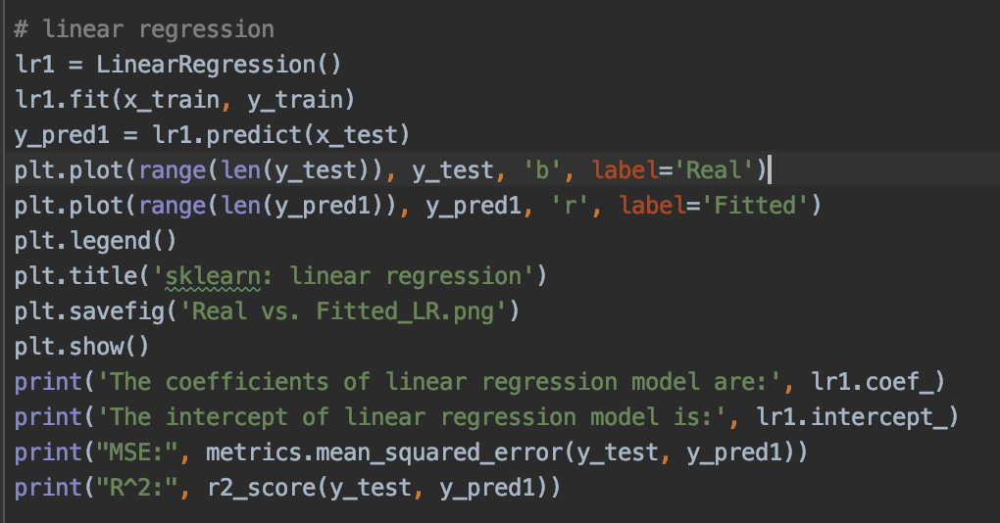 # linear regression
lr1 = LinearRegression()
lr1.fit(x_train, y_train)
y_pred1 = lr1.predict(x_test)
plt.plot(range(len(y_test)), y_test, 'b', label='Real')
plt.plot(range(len(y_pred1)), y_pred1, 'r', label='Fitted')
plt.legend()
plt.title('sklearn: linear regression')
plt.savefig('Real vs. Fitted_LR.png')
plt.show()
print('The coefficients of linear regression model are:', lr1.coef_)
print('The intercept of linear regression model is:', lr1.intercept_)
print("MSE:", metrics.mean_squared_error(y_test, y_pred1))
print("R^2:", r2_score(y_test, y_pred1))